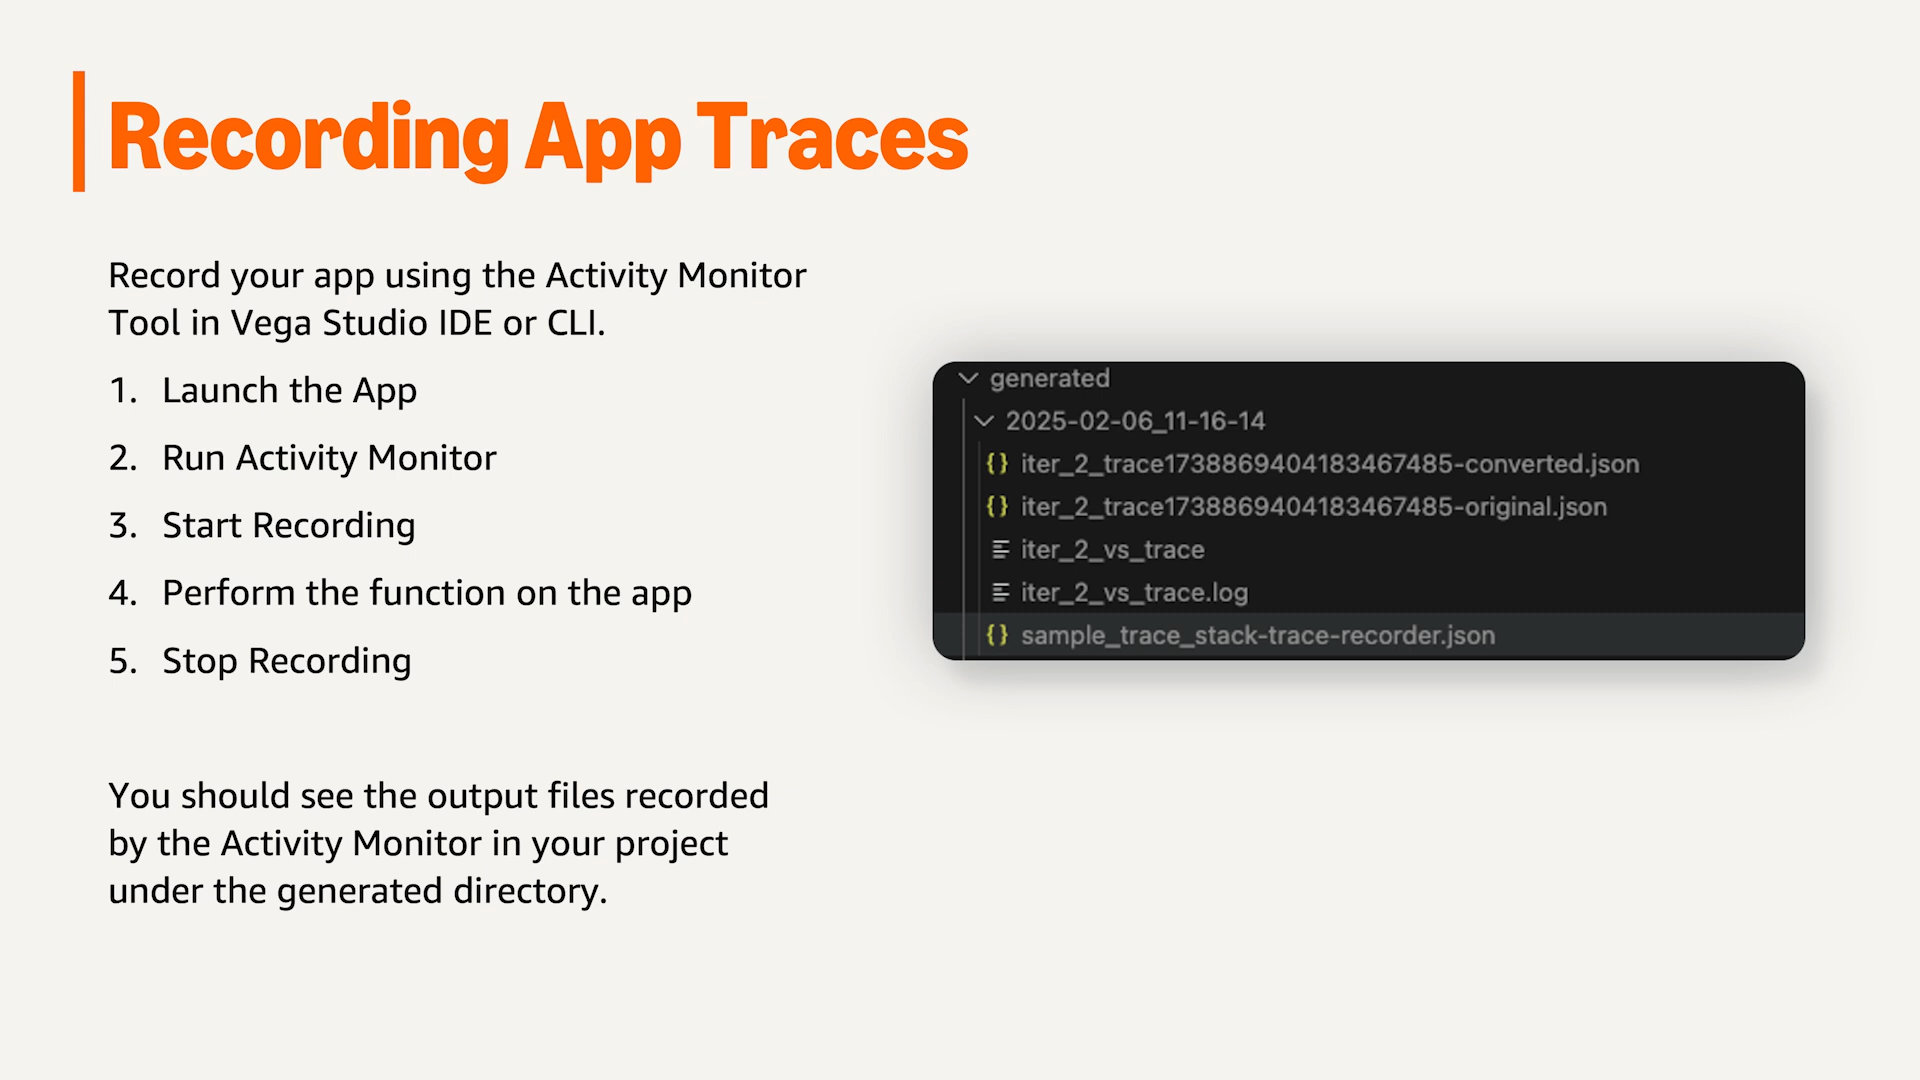 Recording App Traces
Record your app using the Activity Monitor
Tool in Vega Studio IDE or CLI.
1. Launch the App
2. Run Activity Monitor
3. Start Recording
4. Perform the function on the app
5. Stop Recording
You should see the output files recorded
by the Activity Monitor in your project
under the generated directory.
generated
2025-02-06_11-16-14
{} iter_2_trace1738869404183467485-converted.json
{} iter_2_trace1738869404183467485-original.json
iter_2_vs_trace
iter_2_vs_trace.log
{} sample_trace_stack-trace-recorder.json